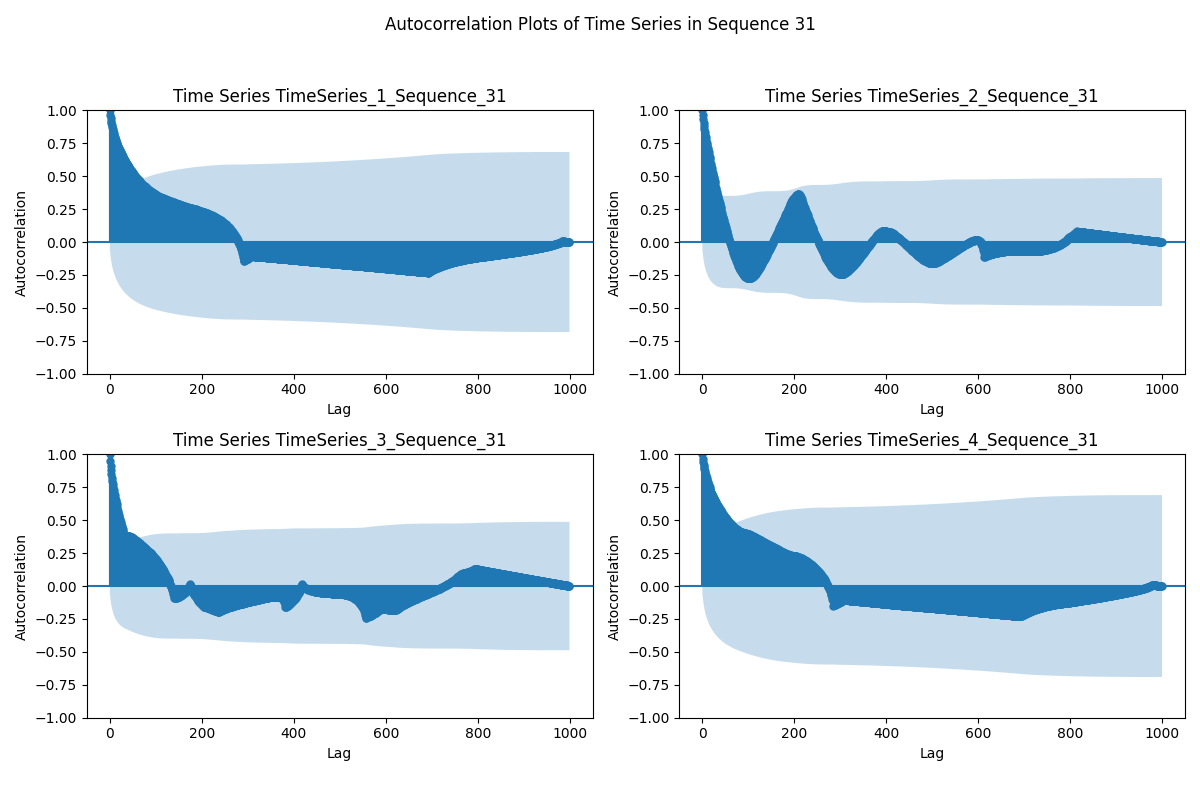 Autocorrelation Plots of Time Series in Sequence 31
Time Series TimeSeries_1_Sequence_31
1.00
0.75
0.50
0.25
0.00
−0.25
−0.50
−0.75
−1.00
Autocorrelation
0 200 400 600 800 1000
Lag
Time Series TimeSeries_2_Sequence_31
1.00
0.75
0.50
0.25
0.00
−0.25
−0.50
−0.75
−1.00
Autocorrelation
0 200 400 600 800 1000
Lag
Time Series TimeSeries_3_Sequence_31
1.00
0.75
0.50
0.25
0.00
−0.25
−0.50
−0.75
−1.00
Autocorrelation
0 200 400 600 800 1000
Lag
Time Series TimeSeries_4_Sequence_31
1.00
0.75
0.50
0.25
0.00
−0.25
−0.50
−0.75
−1.00
Autocorrelation
0 200 400 600 800 1000
Lag